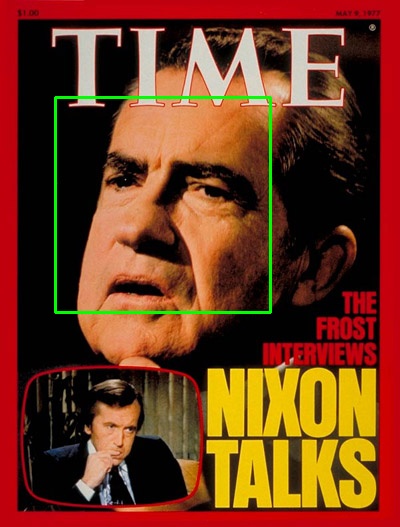 $1.00 MAY 9, 1977
TIME
®
THE
FROST
INTERVIEWS
NIXON
TALKS